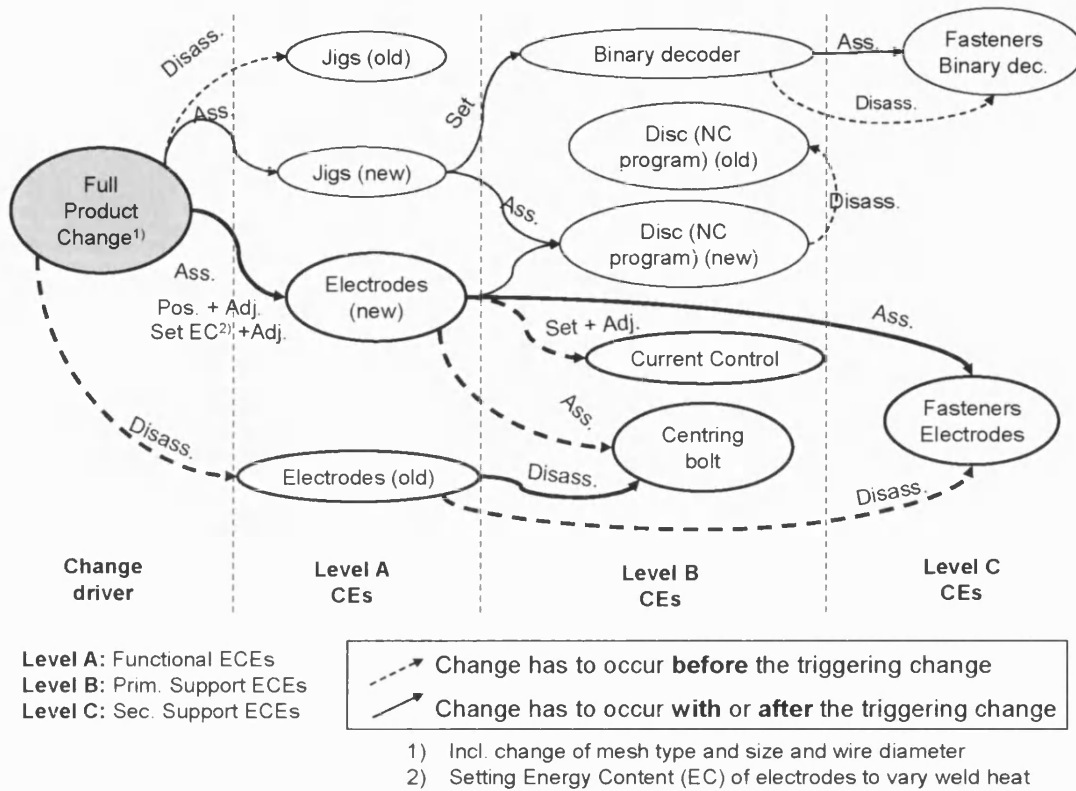 Disass.
Jigs (old)
Binary decoder
Ass.
Fasteners
Binary dec.
Disass.
Ass.
Set
Disc (NC
program) (old)
Full
Product
Change1)
Jigs (new)
Ass.
Disass.
Disc (NC
program) (new)
Ass.
Pos. + Adj.
Set EC2) +Adj.
Electrodes
(new)
Set + Adj.
Ass.
Current Control
Disass.
Ass.
Centring
bolt
Fasteners
Electrodes
Electrodes (old)
Disass.
Disass.
Change
driver
Level A
CEs
Level B
CEs
Level C
CEs
Level A: Functional ECEs
Level B: Prim. Support ECEs
Level C: Sec. Support ECEs
Change has to occur before the triggering change
Change has to occur with or after the triggering change
1) Incl. change of mesh type and size and wire diameter
2) Setting Energy Content (EC) of electrodes to vary weld heat